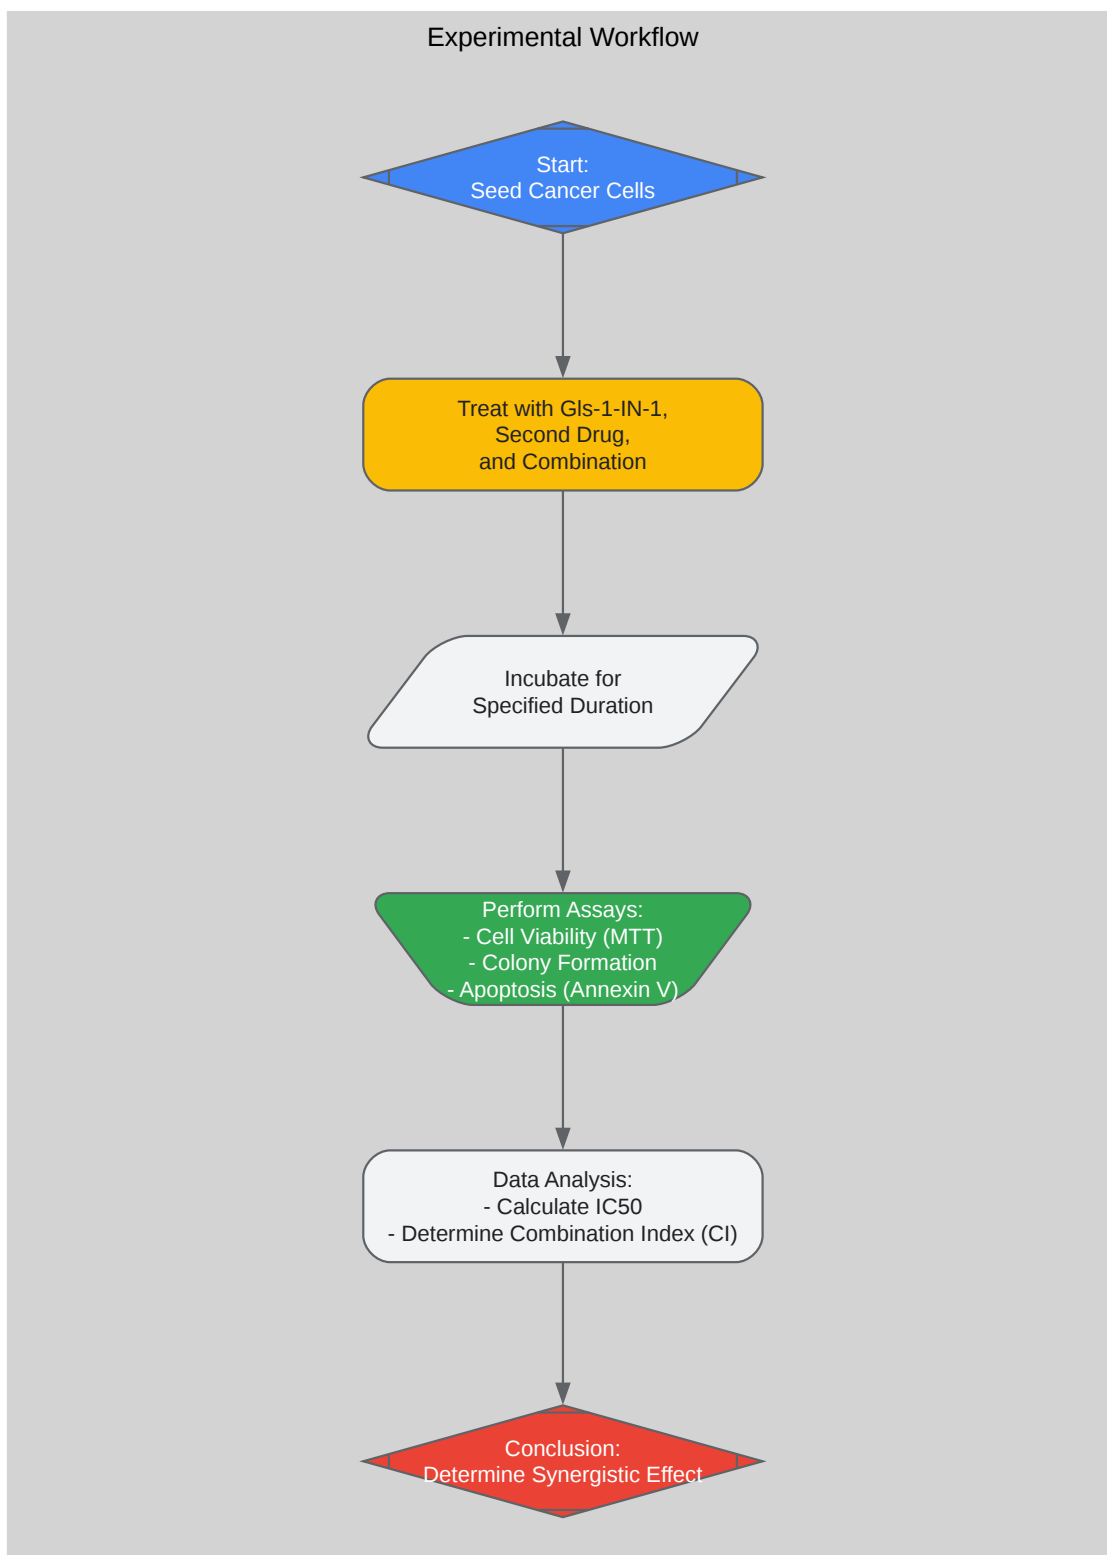 Experimental Workflow
Start:
Seed Cancer Cells
Treat with Gls-1-IN-1,
Second Drug,
and Combination
Incubate for
Specified Duration
Perform Assays:
- Cell Viability (MTT)
- Colony Formation
- Apoptosis (Annexin V)
Data Analysis:
- Calculate IC50
- Determine Combination Index (CI)
Conclusion:
Determine Synergistic Effect